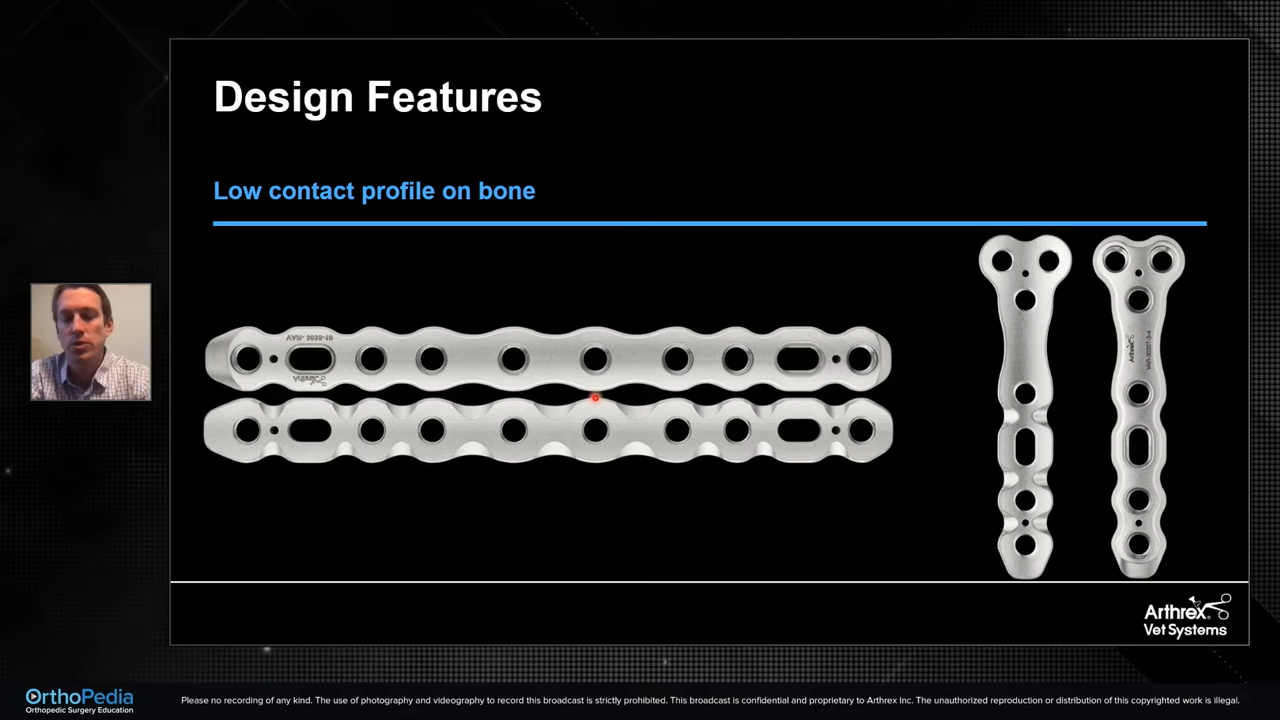 Design Features
Low contact profile on bone
Arthrex
Arthrex
Vet Systems
OrthoPedia
Orthopedic Surgery Education
Please no recording of any kind. The use of photography and videography to record this broadcast is strictly prohibited. This broadcast is confidential and proprietary to Arthrex Inc. The unauthorized reproduction or distribution of this copyrighted work is illegal.